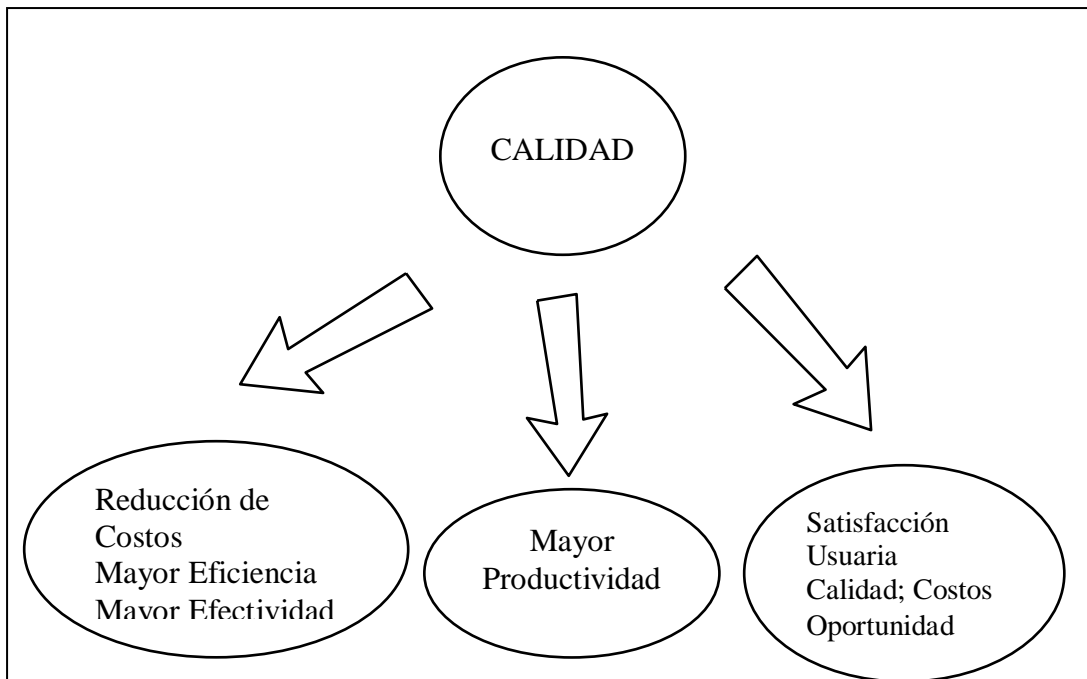 CALIDAD
Reducción de
Costos
Mayor Eficiencia
Mayor Efectividad
Mayor
Productividad
Satisfacción
Usuaria
Calidad; Costos
Oportunidad